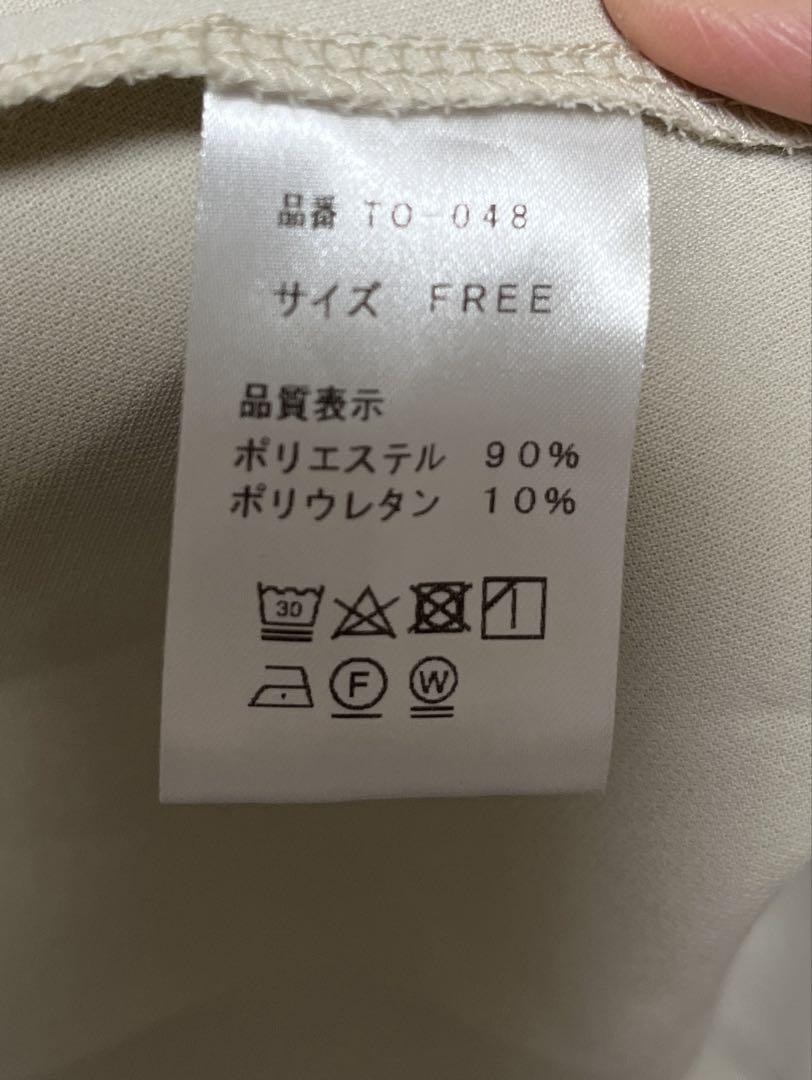 品番 TO-048
サイズ FREE
品質表示
ポリエステル 90%
ポリウレタン 10%
30
F W